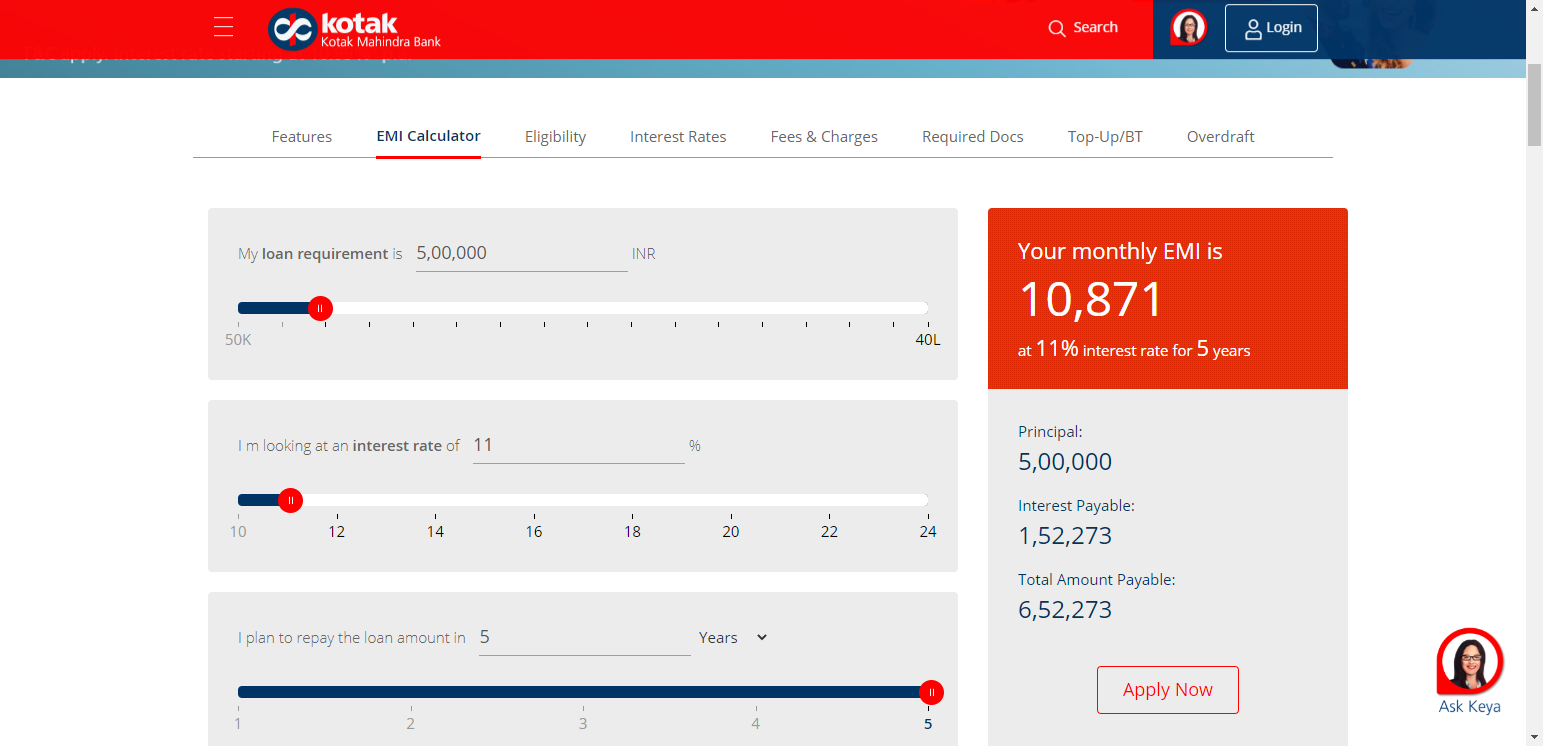 kotak
Kotak Mahindra Bank
Search
Login
Features
EMI Calculator
Eligibility
Interest Rates
Fees & Charges
Required Docs
Top-Up/BT
Overdraft
My loan requirement is 5,00,000 INR
50K
40L
I m looking at an interest rate of 11 %
10 12 14 16 18 20 22 24
I plan to repay the loan amount in 5 Years
1 2 3 4 5
Your monthly EMI is
10,871
at 11% interest rate for 5 years
Principal:
5,00,000
Interest Payable:
1,52,273
Total Amount Payable:
6,52,273
Apply Now
Ask Keya